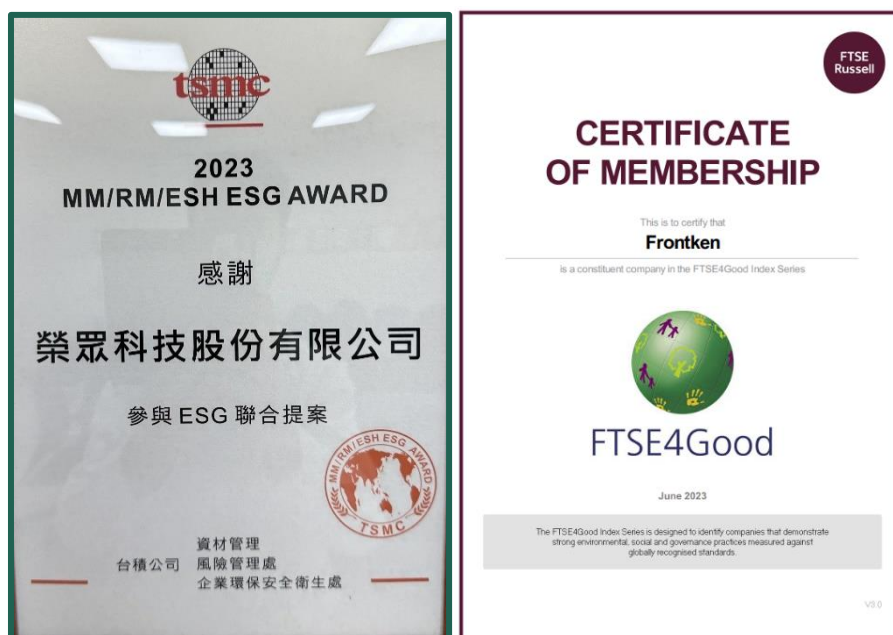 tsmc
2023
MM/RM/ESH ESG AWARD
感謝
榮眾科技股份有限公司
參與 ESG 聯合提案
MM/RM/ESH ESG AWARD
TSMC
台積公司
資材管理
風險管理處
企業環保安全衛生處
FTSE
Russell
CERTIFICATE
OF MEMBERSHIP
This is to certify that
Frontken
is a constituent company in the FTSE4Good Index Series
FTSE4Good
June 2023
The FTSE4Good Index Series is designed to identify companies that demonstrate
strong environmental, social and governance practices measured against
globally recognised standards.
V3.0